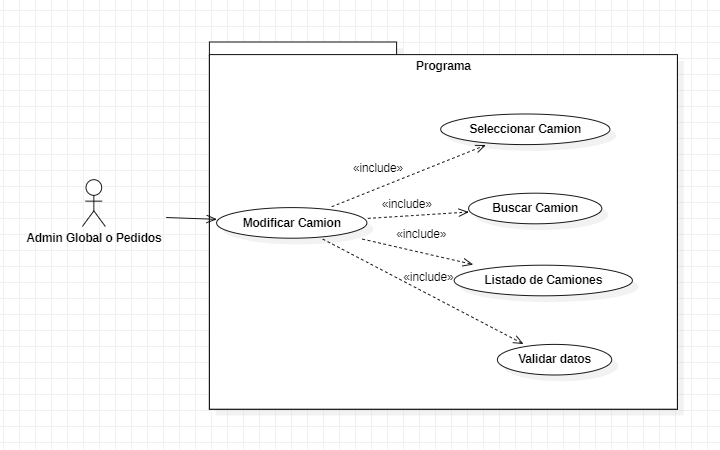 Programa
Seleccionar Camion
«include»
Buscar Camion
«include»
Modificar Camion
Admin Global o Pedidos
«include»
Listado de Camiones
«include»
Validar datos